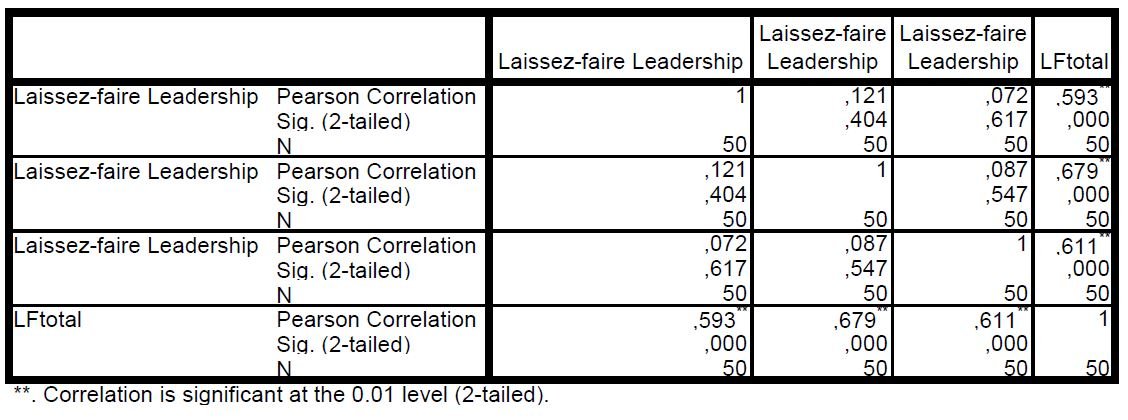 Laissez-faire Leadership Laissez-faire Leadership Laissez-faire Leadership LFtotal
Laissez-faire Leadership Pearson Correlation 1 ,121 ,072 ,593**
Sig. (2-tailed) ,404 ,617 ,000
N 50 50 50 50
Laissez-faire Leadership Pearson Correlation ,121 1 ,087 ,679**
Sig. (2-tailed) ,404 ,547 ,000
N 50 50 50 50
Laissez-faire Leadership Pearson Correlation ,072 ,087 1 ,611**
Sig. (2-tailed) ,617 ,547 ,000
N 50 50 50 50
LFtotal Pearson Correlation ,593** ,679** ,611** 1
Sig. (2-tailed) ,000 ,000 ,000
N 50 50 50 50
**. Correlation is significant at the 0.01 level (2-tailed).